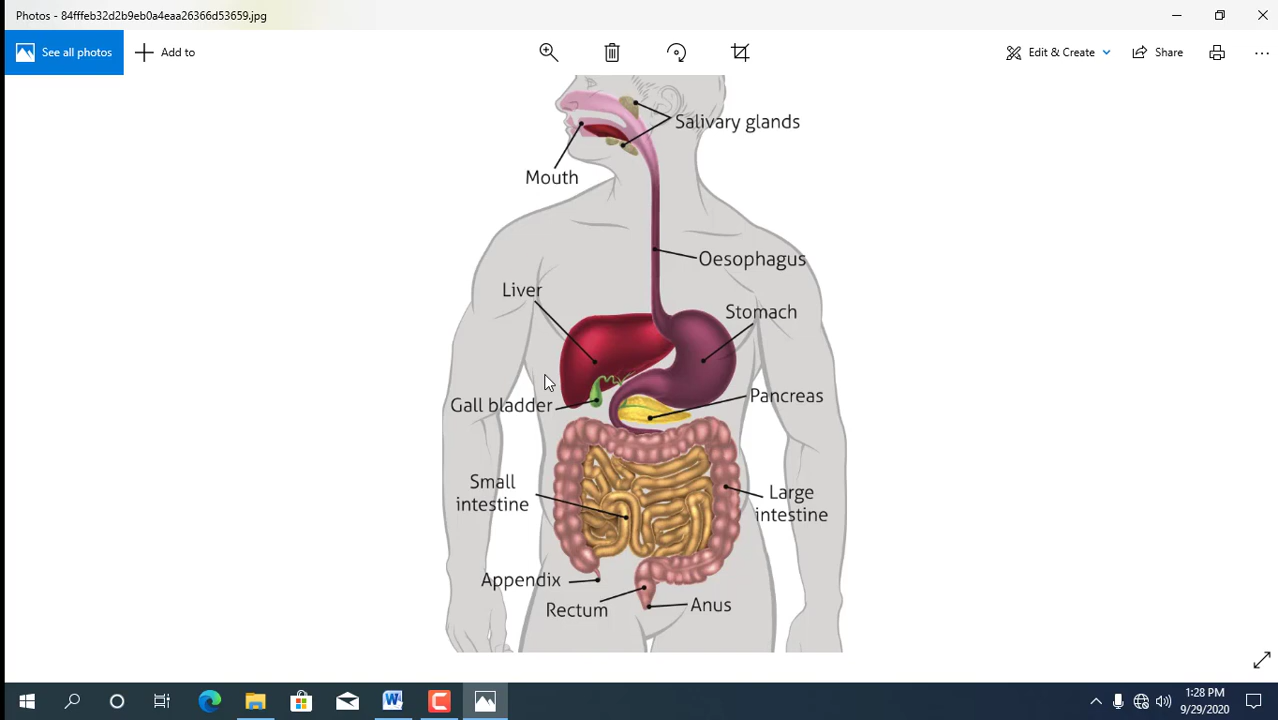 Photos - 84fffeb32d2b9eb0a4eaa26366d53659.jpg
See all photos
Add to
Edit & Create
Share
Salivary glands
Mouth
Oesophagus
Liver
Stomach
Pancreas
Gall bladder
Small
intestine
Large
intestine
Appendix
Rectum
Anus
1:28 PM
9/29/2020